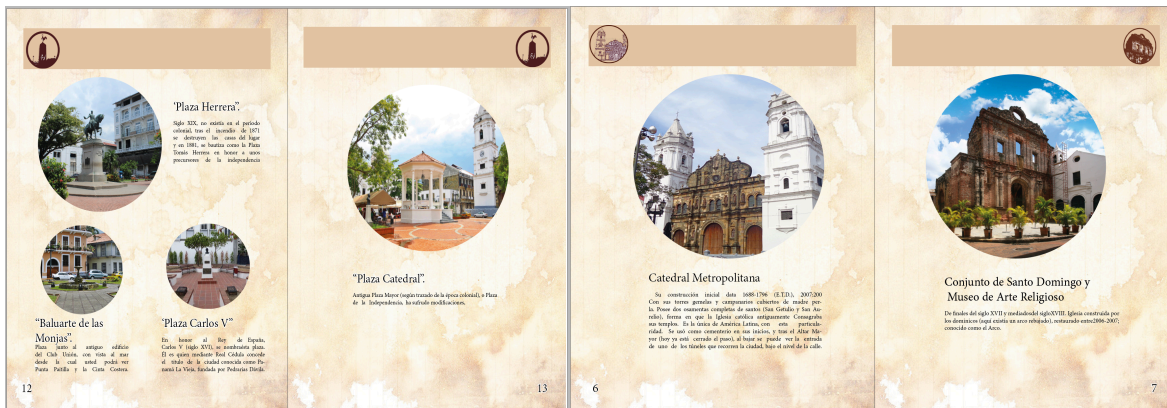 ‘Plaza Herrera”.
Siglo XIX, no existía en el periodo
colonial, tras el incendio de 1871
se destruyen las casas del lugar
y en 1881, se bautiza como la Plaza
Tomás Herrera en honor a unos
precursores de la independencia
“Baluarte de las
Monjas”.
Plaza junto al antiguo edificio
del Club Unión, con vista al mar
desde la cual usted podrá ver
Punta Paitilla y la Cinta Costera.
‘Plaza Carlos V”
En honor al Rey de España,
Carlos V (siglo XVI), se nombra esta plaza.
Él es quien mediante Real Cédula concede
el título de la ciudad conocida como Pa-
namá La Vieja, fundada por Pedrarias Dávila.
12
“Plaza Catedral”.
Antigua Plaza Mayor (según trazado de la época colonial), o Plaza
de la Independencia, ha sufrido modificaciones.
13
Catedral Metropolitana
Su construcción inicial data 1688-1796 (E.T.D.), 2007:200
Con sus torres gemelas y campanarios cubiertos de madre per-
la. Posee dos osamentas completas de santos (San Getulio y San Au-
relio), forma en que la Iglesia católica antiguamente Consagraba
sus templos. Es la única de América Latina, con esta particula-
ridad. Se usó como cementerio en sus inicios, y tras el Altar Ma-
yor (hoy ya está cerrado el paso), al bajar se puede ver la entrada
de uno de los túneles que recorren la ciudad, bajo el nivel de la calle.
6
Conjunto de Santo Domingo y
Museo de Arte Religioso
De finales del siglo XVII y mediadosdel sigloXVIII. Iglesia construida por
los dominicos (aquí existía un arco rebajado), restaurado entre2006-2007;
conocido como el Arco.
7